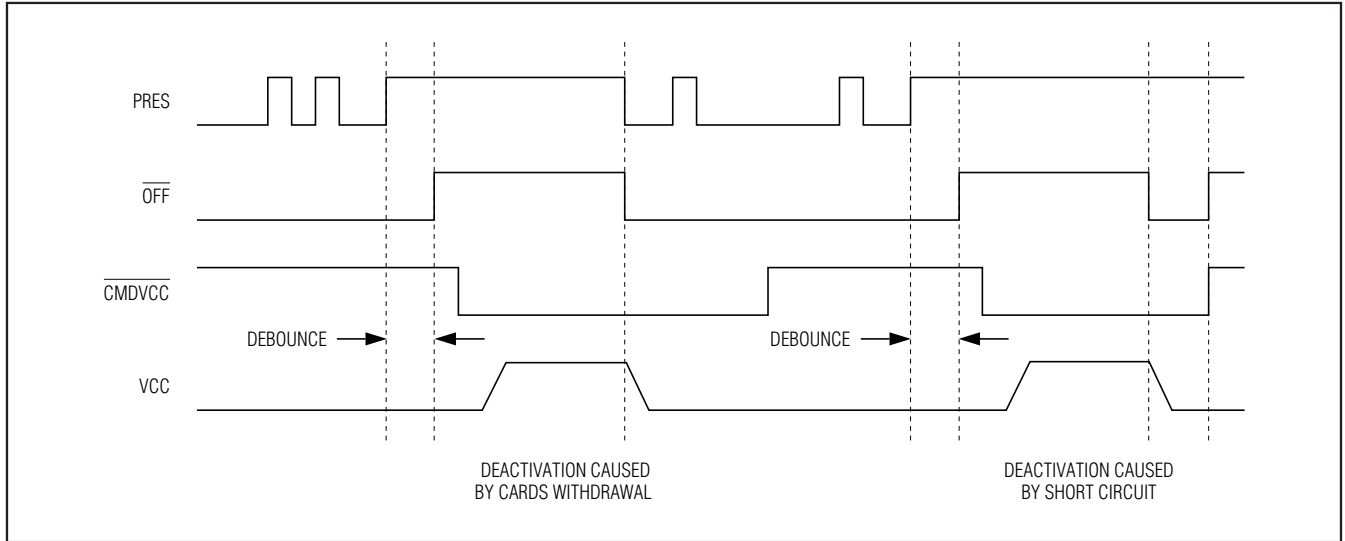 PRES
OFF
CMDVCC
DEBOUNCE
DEBOUNCE
VCC
DEACTIVATION CAUSED
BY CARDS WITHDRAWAL
DEACTIVATION CAUSED
BY SHORT CIRCUIT